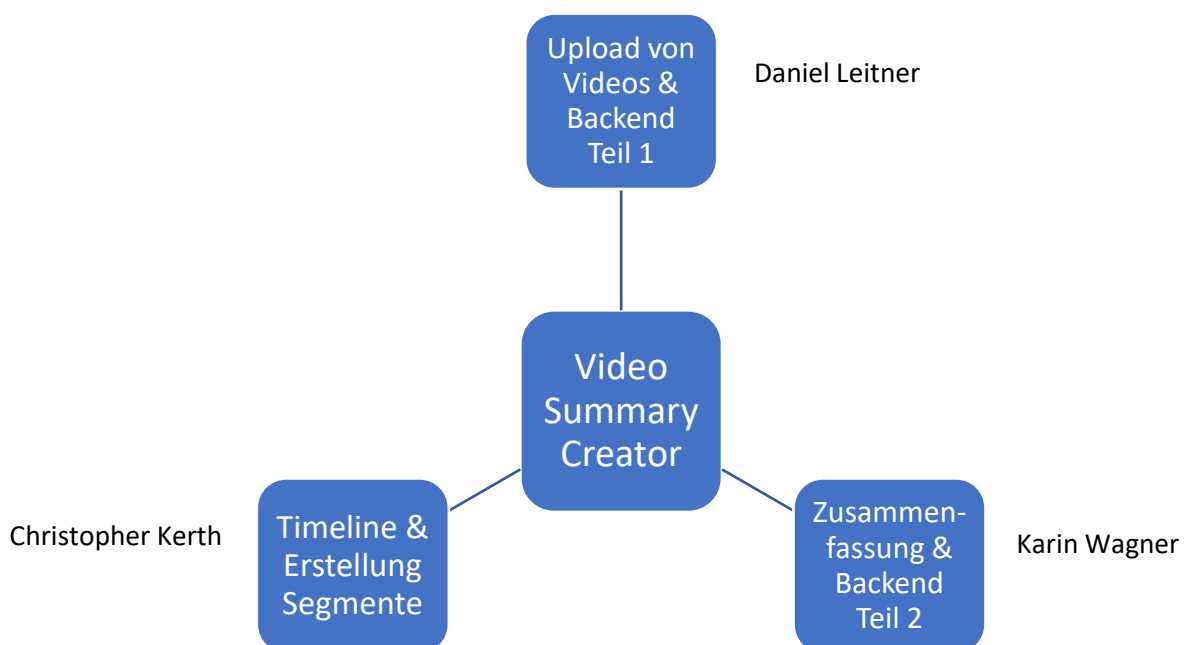 Upload von
Videos &
Backend
Teil 1
Daniel Leitner
Video
Summary
Creator
Christopher Kerth
Timeline &
Erstellung
Segmente
Zusammen-
fassung &
Backend
Teil 2
Karin Wagner